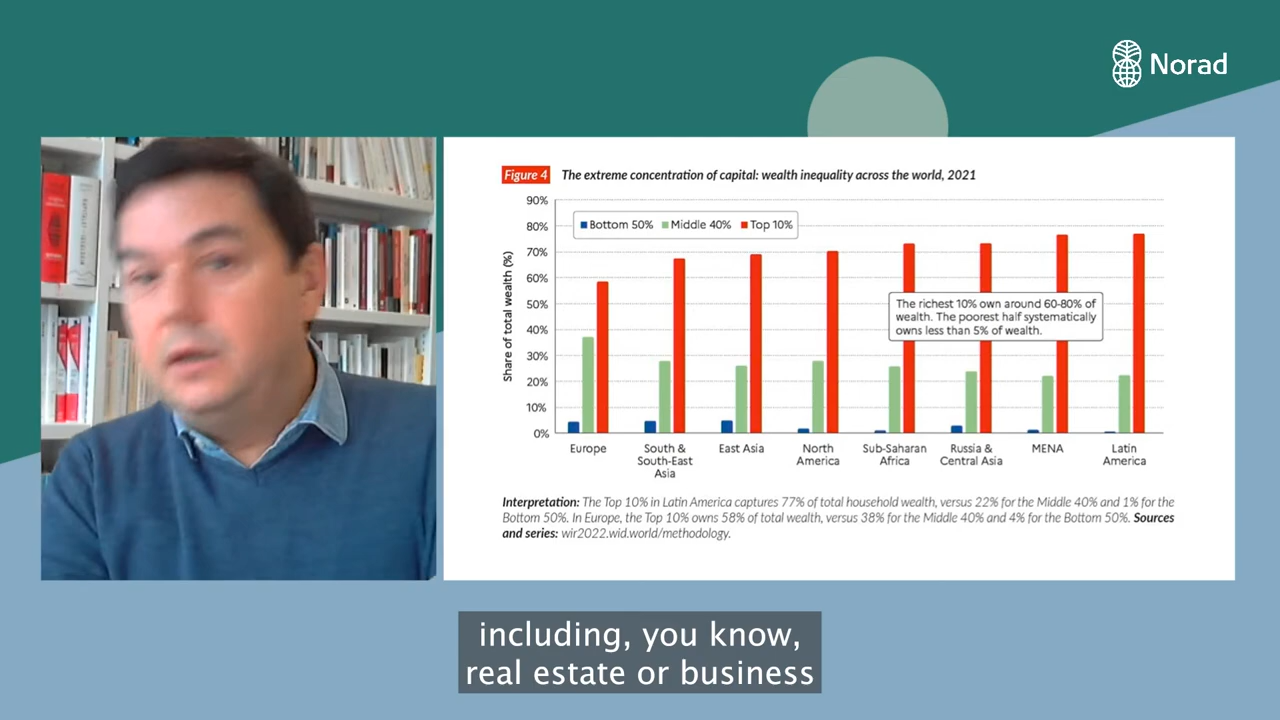 Norad
Figure 4 The extreme concentration of capital: wealth inequality across the world, 2021
Share of total wealth (%)
90%
80%
70%
60%
50%
40%
30%
20%
10%
0%
Bottom 50% Middle 40% Top 10%
The richest 10% own around 60-80% of
wealth. The poorest half systematically
owns less than 5% of wealth.
Europe
South &
South-East
Asia
East Asia
North
America
Sub-Saharan
Africa
Russia &
Central Asia
MENA
Latin
America
Interpretation: The Top 10% in Latin America captures 77% of total household wealth, versus 22% for the Middle 40% and 1% for the
Bottom 50%. In Europe, the Top 10% owns 58% of total wealth, versus 38% for the Middle 40% and 4% for the Bottom 50%. Sources
and series: wir2022.wid.world/methodology.
including, you know,
real estate or business